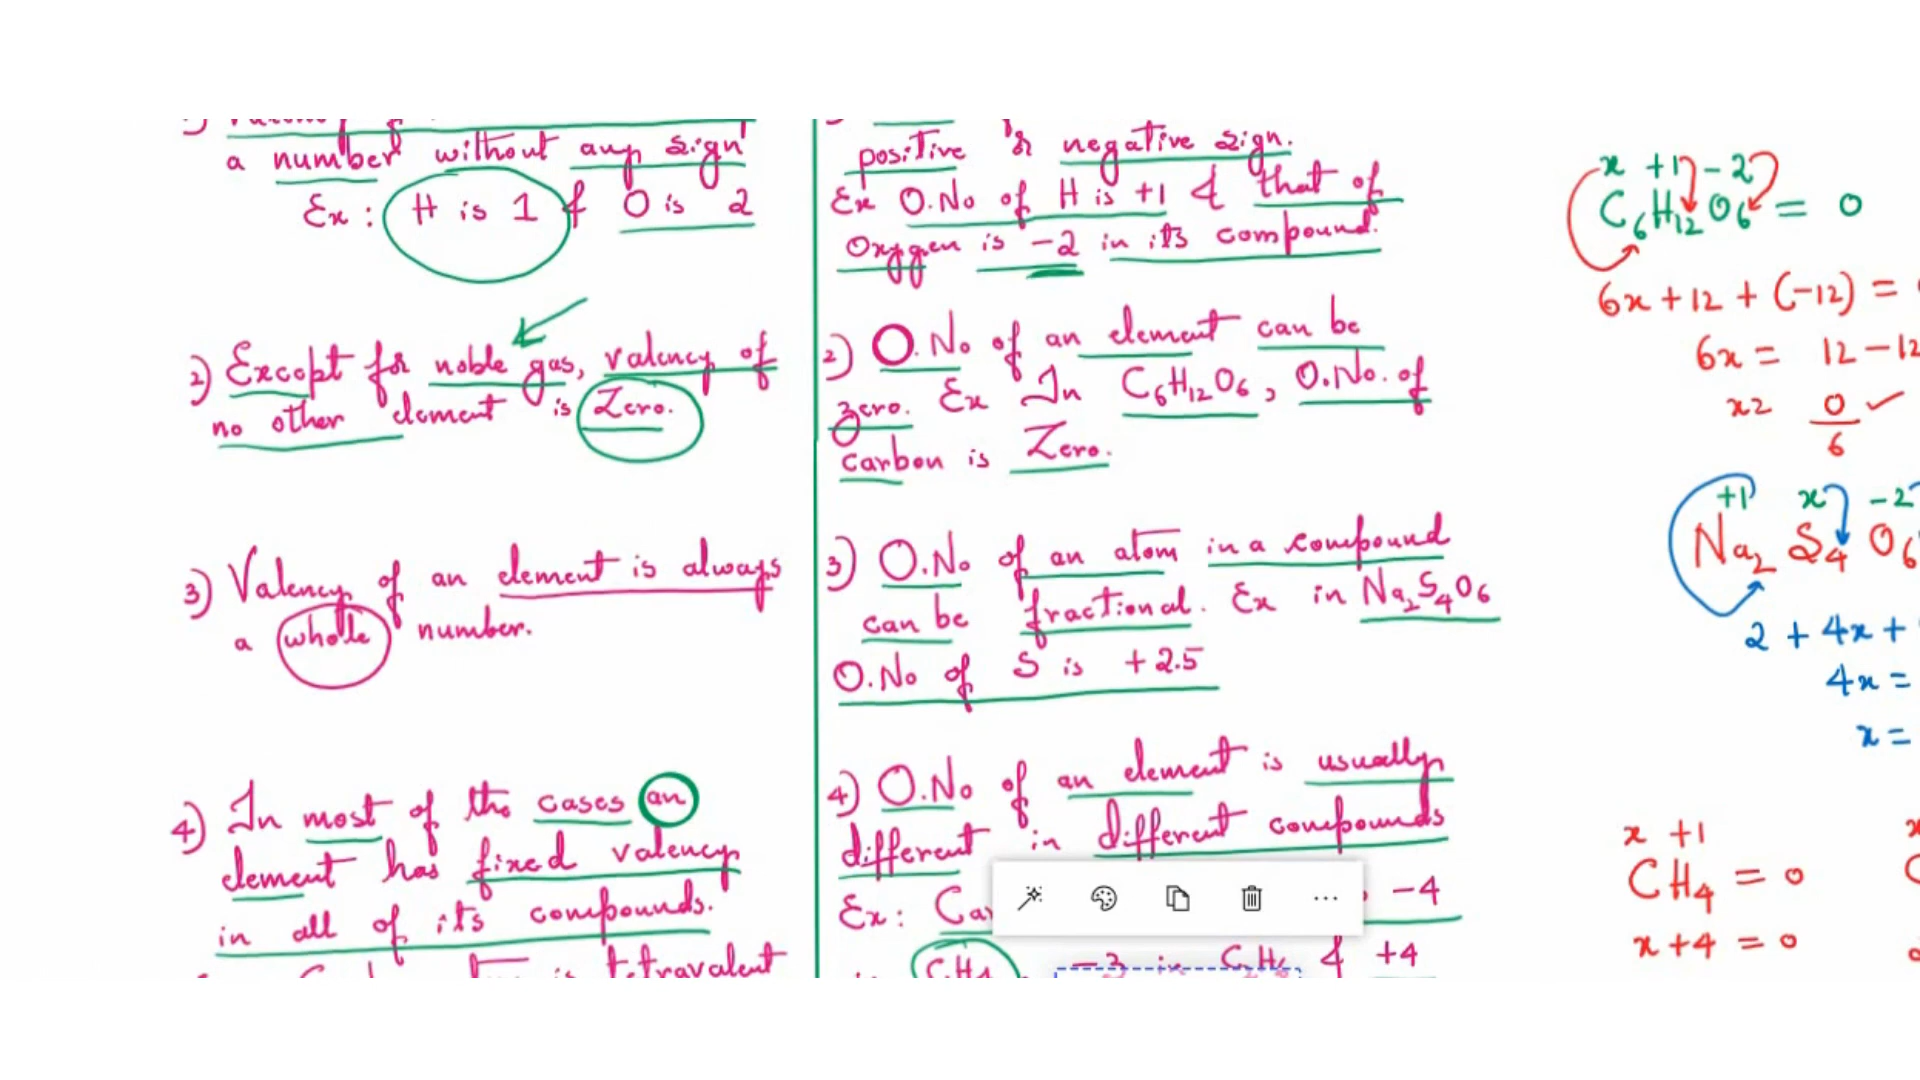 a number without any sign
Ex : H is 1 & O is 2
2) Except for noble gas, valency of
no other element is Zero.
3) Valency of an element is always
a whole number.
4) In most of the cases an
element has fixed valency
in all of its compounds.
is tetravalent
positive or negative sign.
Ex O.No of H is +1 & that of
Oxygen is -2 in its compound.
2) O.No of an element can be
zero. Ex In C6H12O6, O.No. of
carbon is Zero.
3) O.No of an atom in a compound
can be fractional. Ex in Na2S4O6
O.No of S is +2.5
4) O.No of an element is usually
different in different compounds
Ex: Ca -4
in CH4 -3 in C2H6 & +4
x +1 -2
C6H12O6 = 0
6x + 12 + (-12) =
6x = 12 - 12
x = 0
6
+1 x -2
Na2 S4 O6
2 + 4x +
4x =
x =
x +1
CH4 = 0
x+4 = 0